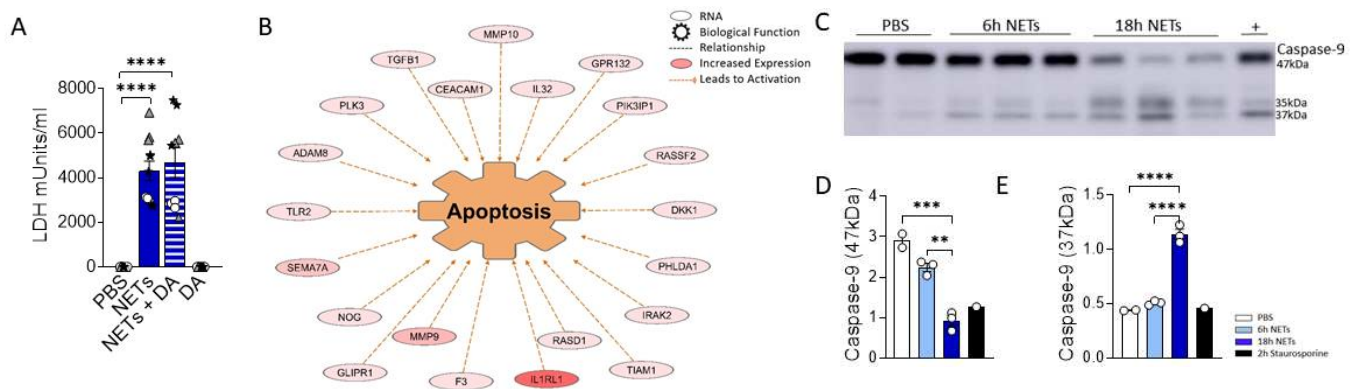 A
B
C
PBS
6h NETs
18h NETs
+
Caspase-9
47kDa
35kDa
37kDa
RNA
Biological Function
Relationship
Increased Expression
Leads to Activation
****
****
LDH mUnits/ml
8000
6000
4000
2000
0
PBS
NETs
NETs + DA
DA
MMP10
TGFB1
GPR132
CEACAM1
IL32
PLK3
PIK3IP1
ADAM8
RASSF2
TLR2
Apoptosis
DKK1
SEMA7A
PHLDA1
NOG
IRAK2
MMP9
RASD1
GLIPR1
F3
IL1RL1
TIAM1
D
Caspase-9 (47kDa)
4
3
2
1
0
***
**
E
Caspase-9 (37kDa)
1.5
1.0
0.5
0.0
****
****
PBS
6h NETs
18h NETs
2h Staurosporine